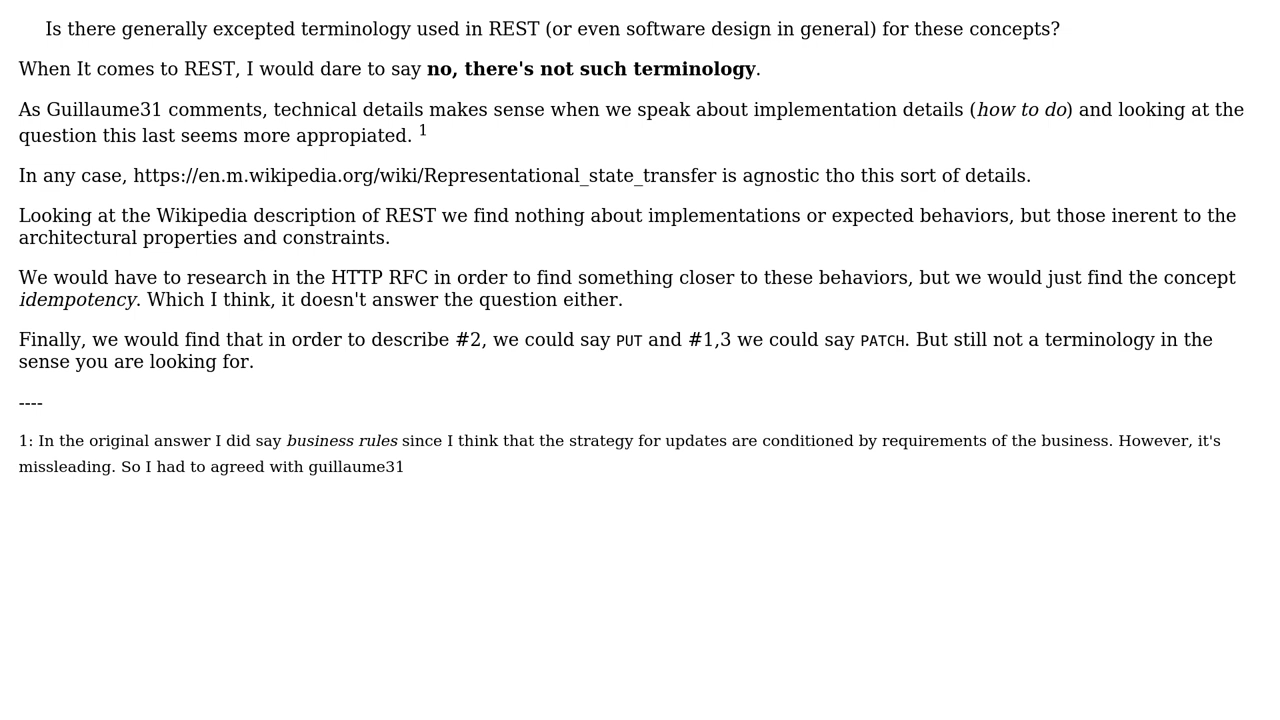 Is there generally excepted terminology used in REST (or even software design in general) for these concepts?
When It comes to REST, I would dare to say no, there's not such terminology.
As Guillaume31 comments, technical details makes sense when we speak about implementation details (how to do) and looking at the
question this last seems more appropiated. 1
In any case, https://en.m.wikipedia.org/wiki/Representational_state_transfer is agnostic tho this sort of details.
Looking at the Wikipedia description of REST we find nothing about implementations or expected behaviors, but those inerent to the
architectural properties and constraints.
We would have to research in the HTTP RFC in order to find something closer to these behaviors, but we would just find the concept
idempotency. Which I think, it doesn't answer the question either.
Finally, we would find that in order to describe #2, we could say PUT and #1,3 we could say PATCH. But still not a terminology in the
sense you are looking for.
----
1: In the original answer I did say business rules since I think that the strategy for updates are conditioned by requirements of the business. However, it's
missleading. So I had to agreed with guillaume31